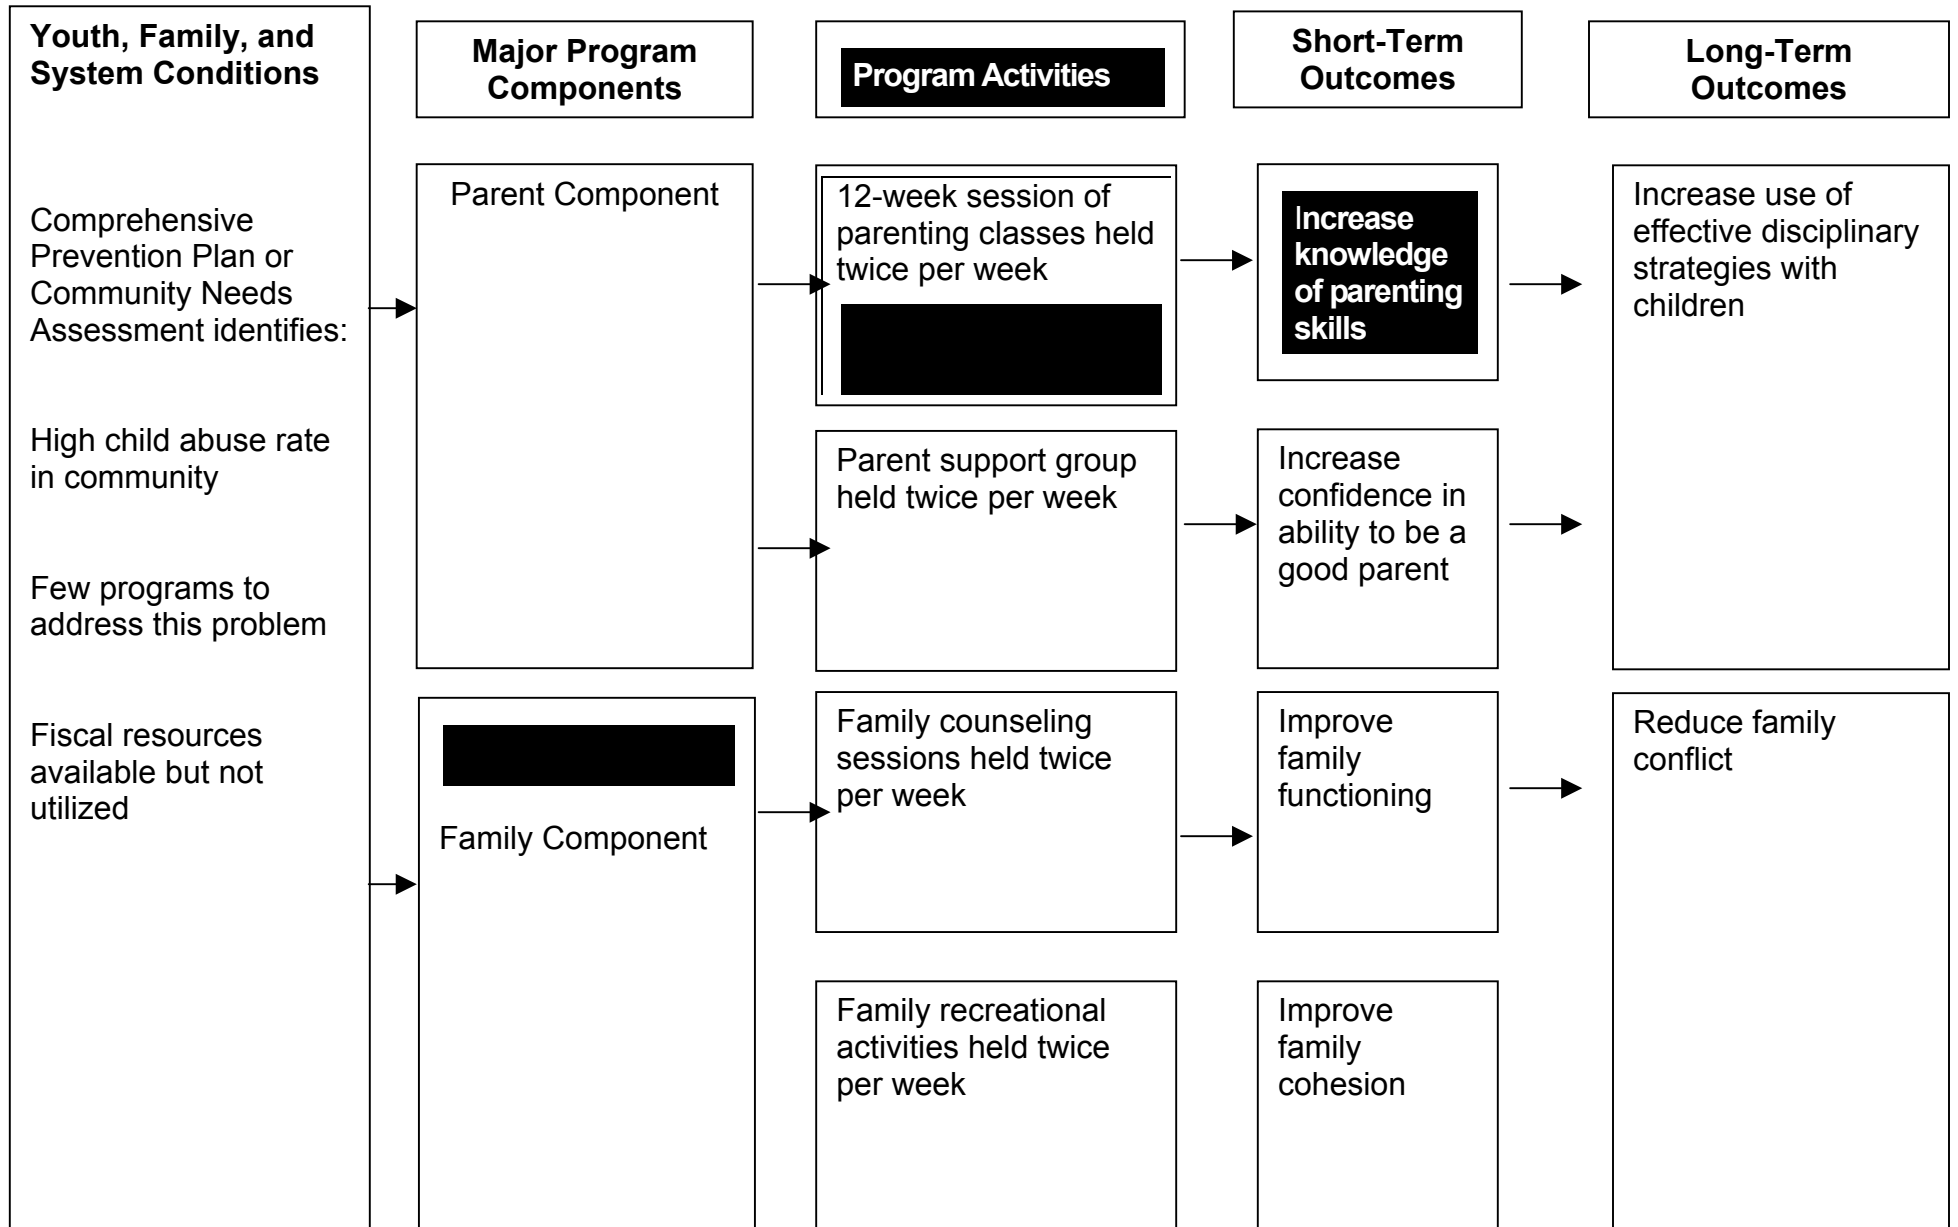 Youth, Family, and
System Conditions
Comprehensive
Prevention Plan or
Community Needs
Assessment identifies:
High child abuse rate
in community
Few programs to
address this problem
Fiscal resources
available but not
utilized
Major Program
Components
Parent Component
Family Component
Program Activities
12-week session of
parenting classes held
twice per week
Parent support group
held twice per week
Family counseling
sessions held twice
per week
Family recreational
activities held twice
per week
Short-Term
Outcomes
Increase
knowledge
of parenting
skills
Increase
confidence in
ability to be a
good parent
Improve
family
functioning
Improve
family
cohesion
Long-Term
Outcomes
Increase use of
effective disciplinary
strategies with
children
Reduce family
conflict